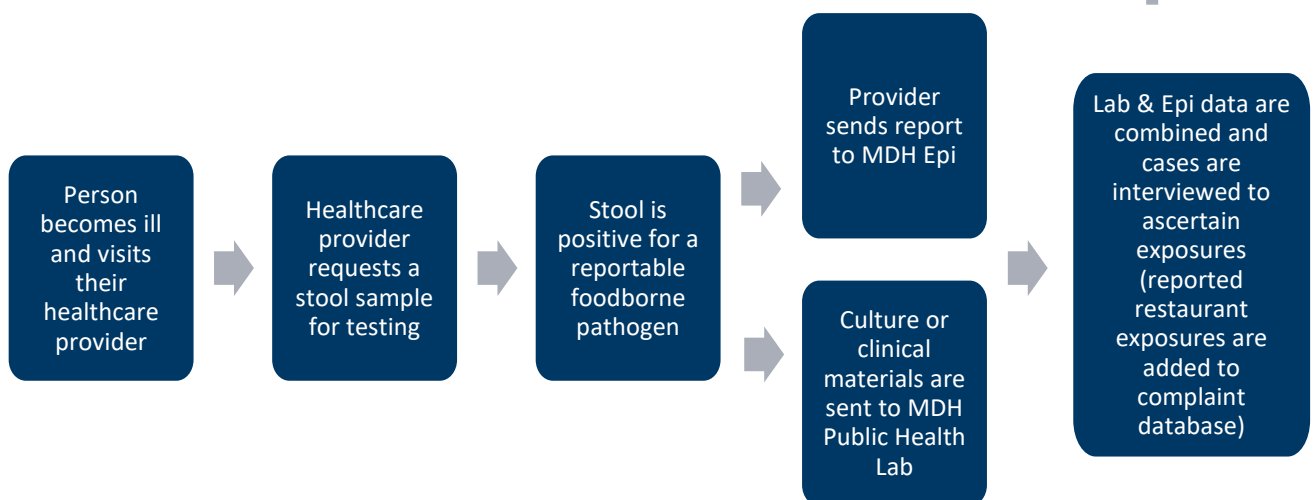 Person
becomes ill
and visits
their
healthcare
provider
Healthcare
provider
requests a
stool sample
for testing
Stool is
positive for a
reportable
foodborne
pathogen
Provider
sends report
to MDH Epi
Culture or
clinical
materials are
sent to MDH
Public Health
Lab
Lab & Epi data are
combined and
cases are
interviewed to
ascertain
exposures
(reported
restaurant
exposures are
added to
complaint
database)